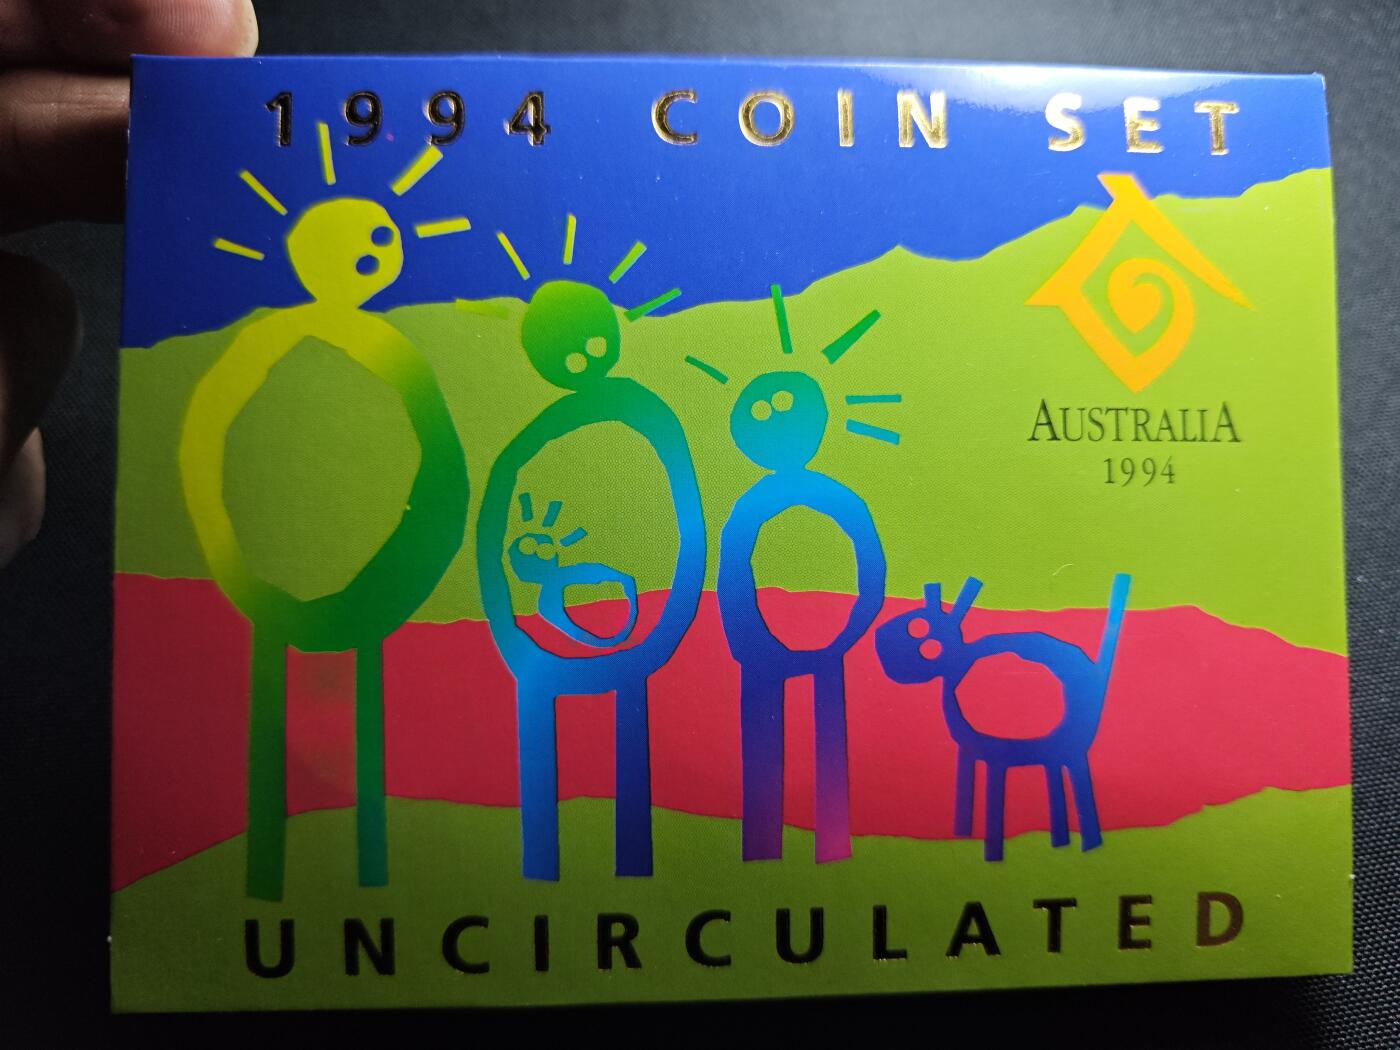 1994 COIN SET
AUSTRALIA
1994
UNCIRCULATED